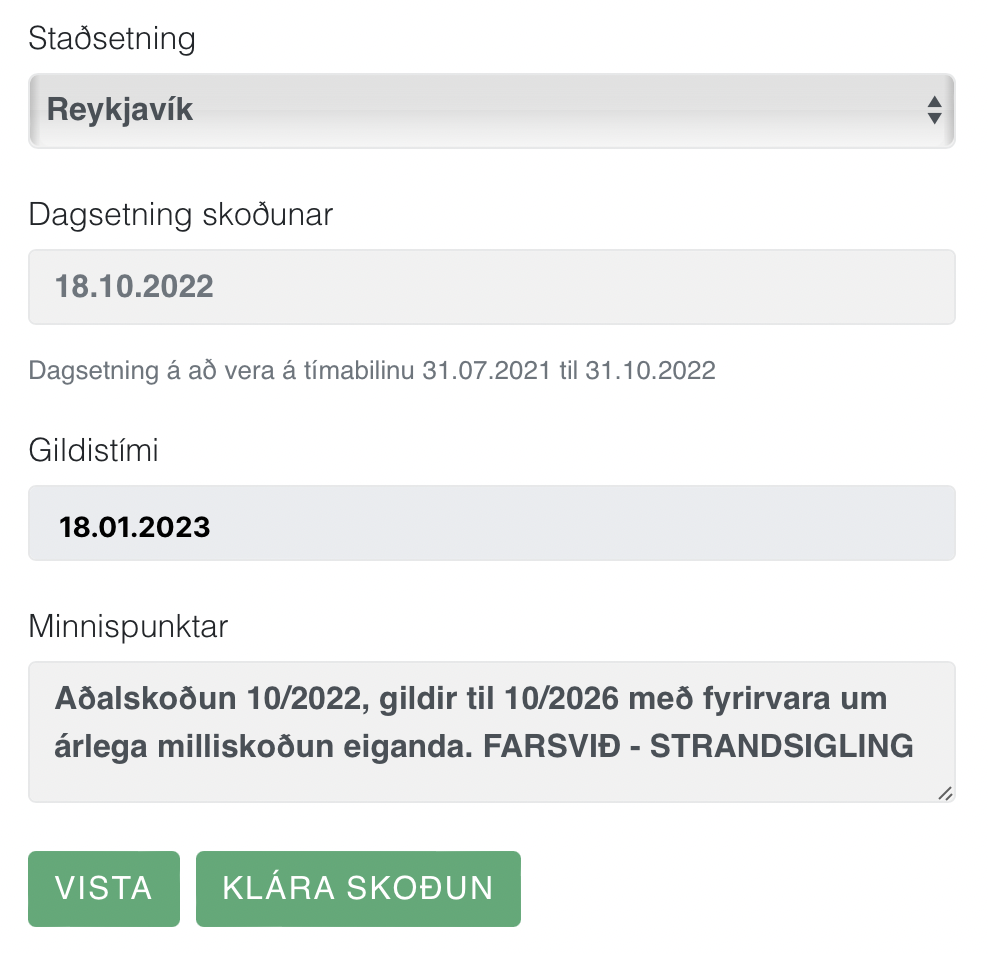 Staðsetning
Reykjavík
Dagsetning skoðunar
18.10.2022
Dagsetning á að vera á tímabilinu 31.07.2021 til 31.10.2022
Gildistími
18.01.2023
Minnispunktar
Aðalskoðun 10/2022, gildir til 10/2026 með fyrirvara um
árlega milliskoðun eiganda. FARSVIÐ - STRANDSIGLING
VISTA KLÁRA SKOÐUN